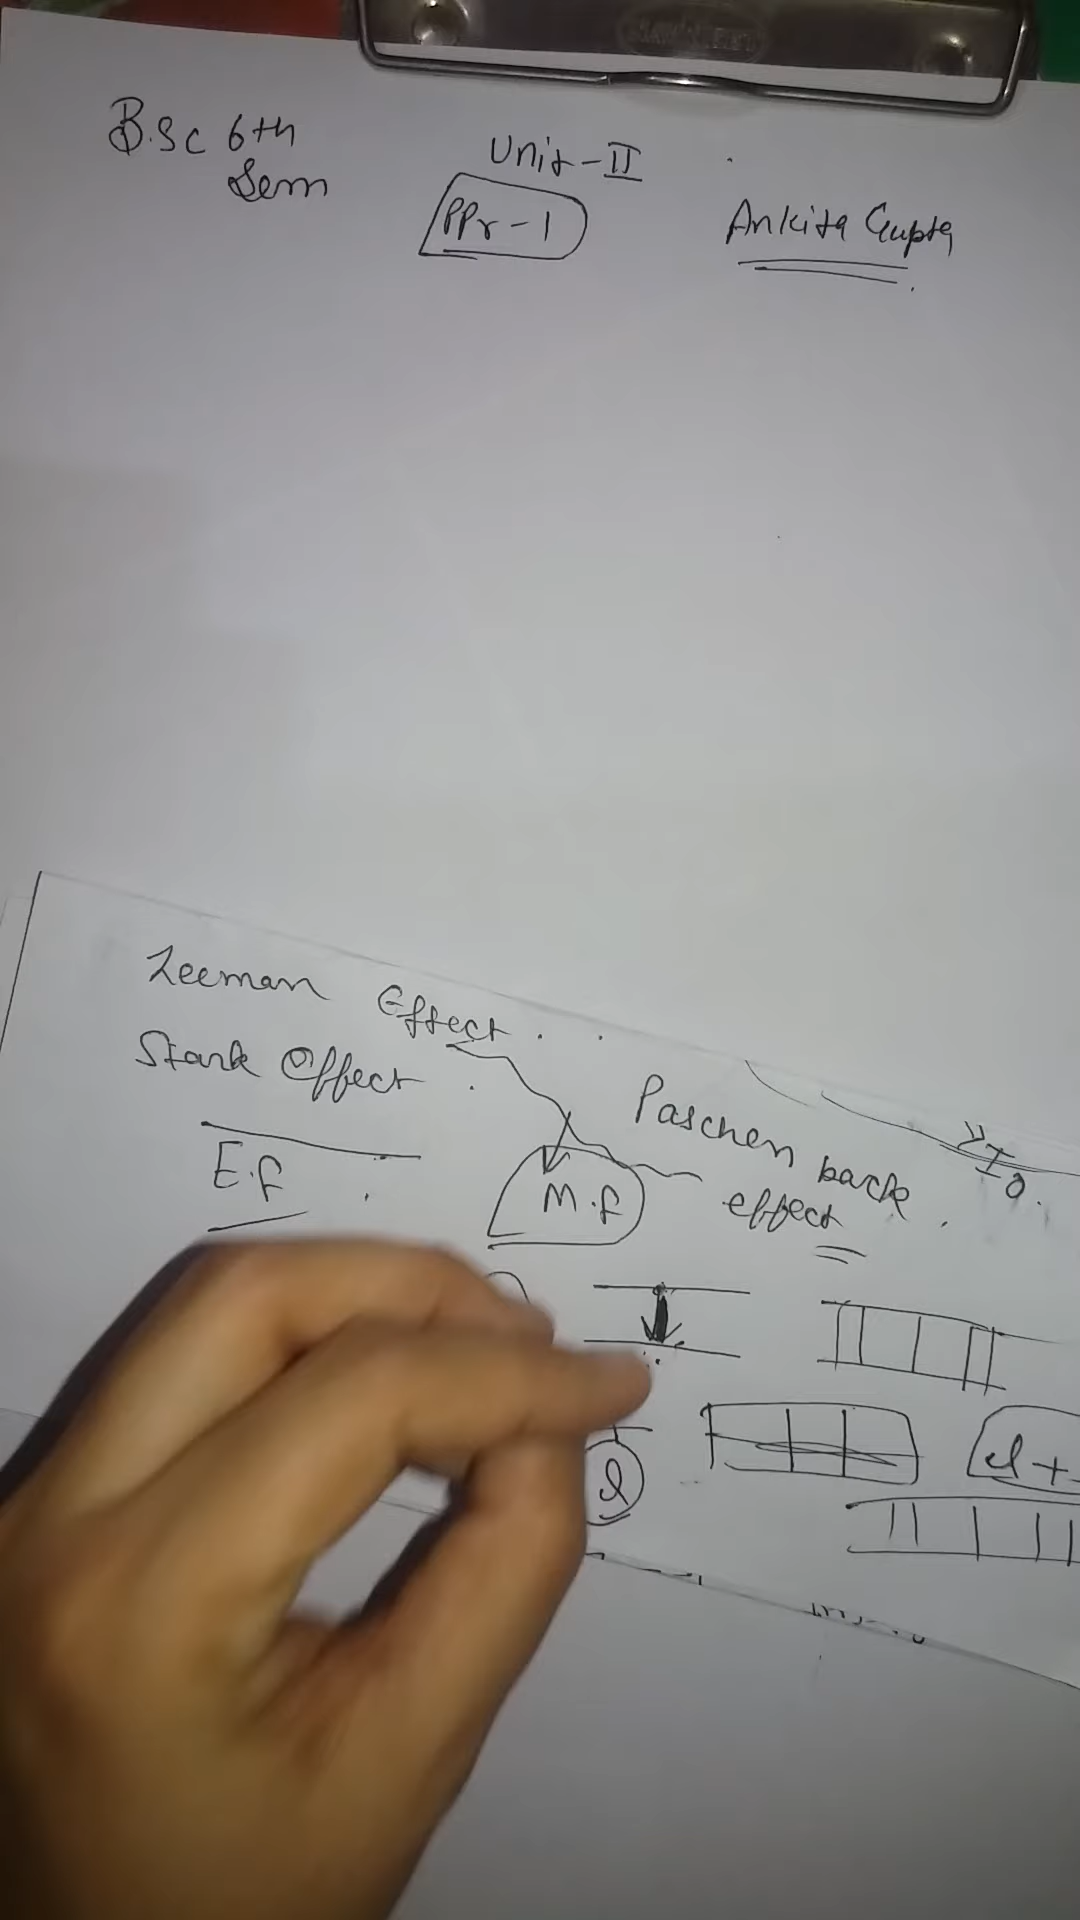 B.Sc 6th
Sem
Unit-II
PPr-1
Ankita Gupta
Zeeman Effect.
Stark Effect.
E.f
M.f
Paschen back
effect